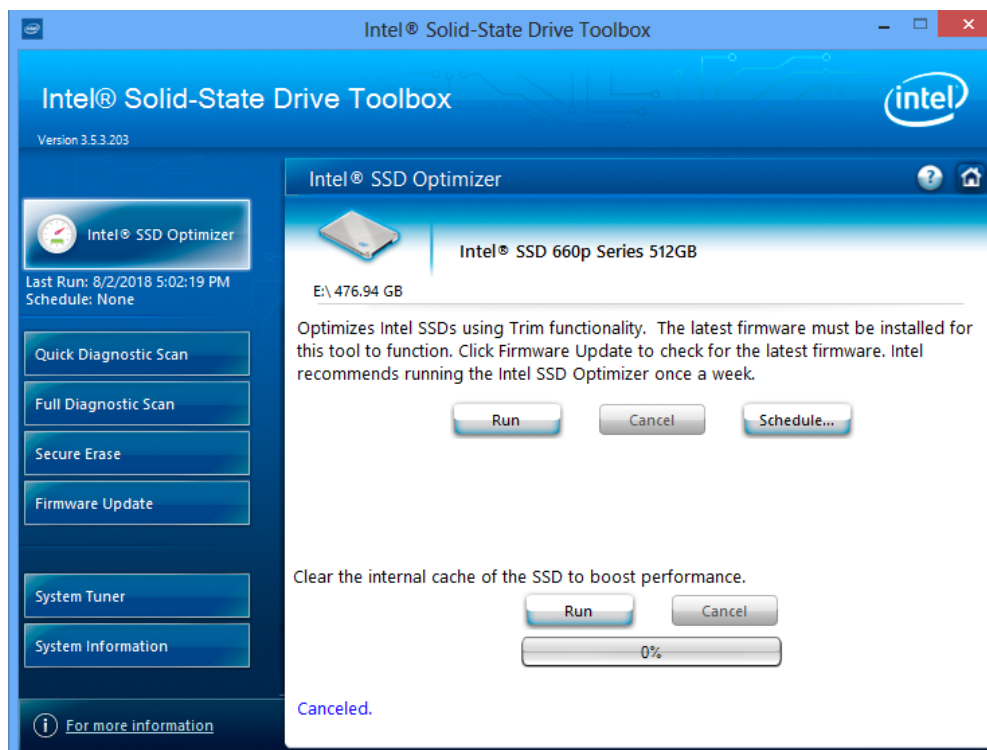 Intel® Solid-State Drive Toolbox
Intel® Solid-State Drive Toolbox
intel
Version 3.5.3.203
Intel® SSD Optimizer
?
Intel® SSD Optimizer
Last Run: 8/2/2018 5:02:19 PM
Schedule: None
Quick Diagnostic Scan
Full Diagnostic Scan
Secure Erase
Firmware Update
System Tuner
System Information
i For more information
Intel® SSD 660p Series 512GB
E:\ 476.94 GB
Optimizes Intel SSDs using Trim functionality. The latest firmware must be installed for
this tool to function. Click Firmware Update to check for the latest firmware. Intel
recommends running the Intel SSD Optimizer once a week.
Run Cancel Schedule...
Clear the internal cache of the SSD to boost performance.
Run Cancel
0%
Canceled.